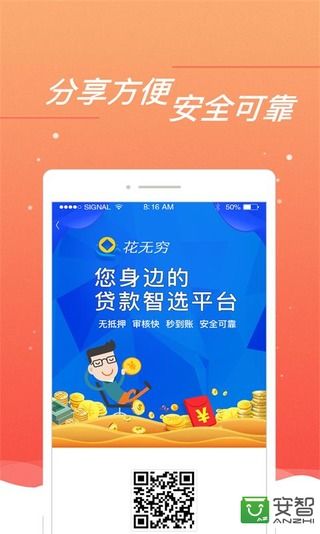 分享方便
安全可靠
SIGNAL
8:16 AM
50%
花无穷
您身边的
贷款智选平台
无抵押 审核快 秒到账 安全可靠
安智
ANZHI